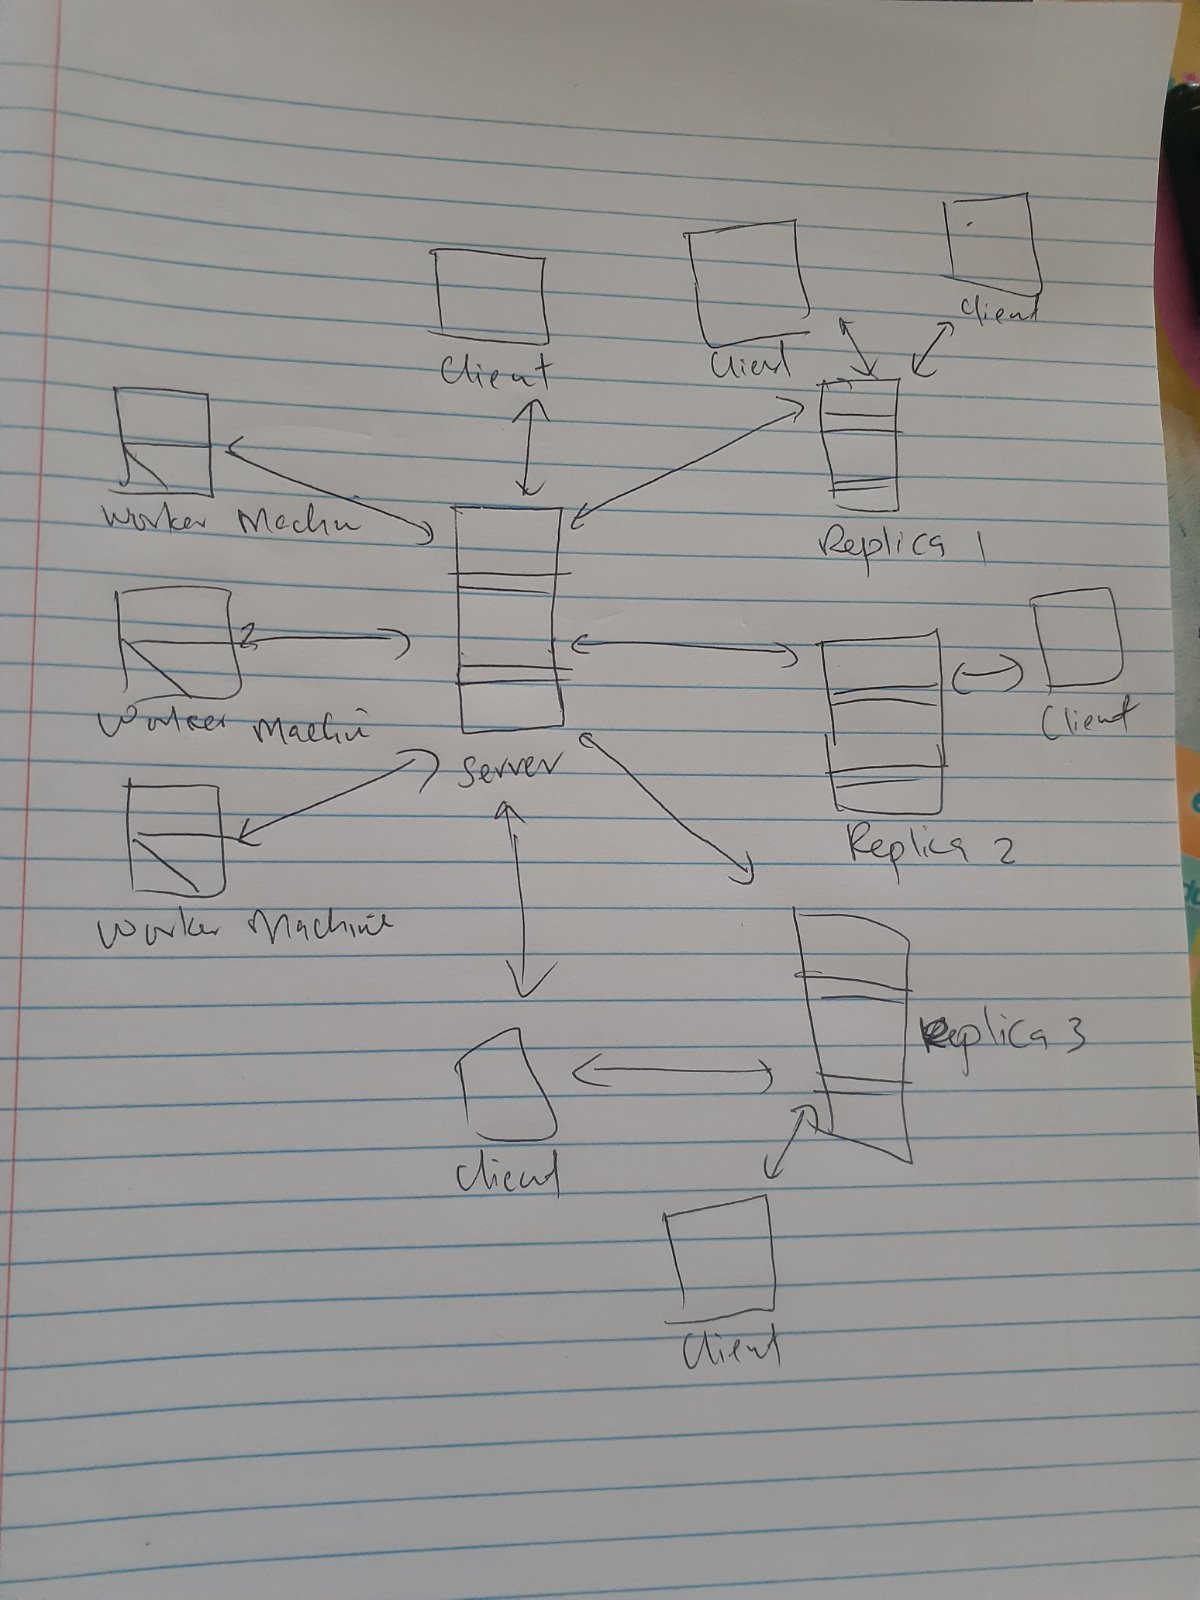 Client
Client
Client
Worker Machin
Replica 1
Worker Machin
Client
Server
Replica 2
Worker Machine
Replica 3
Client
Client